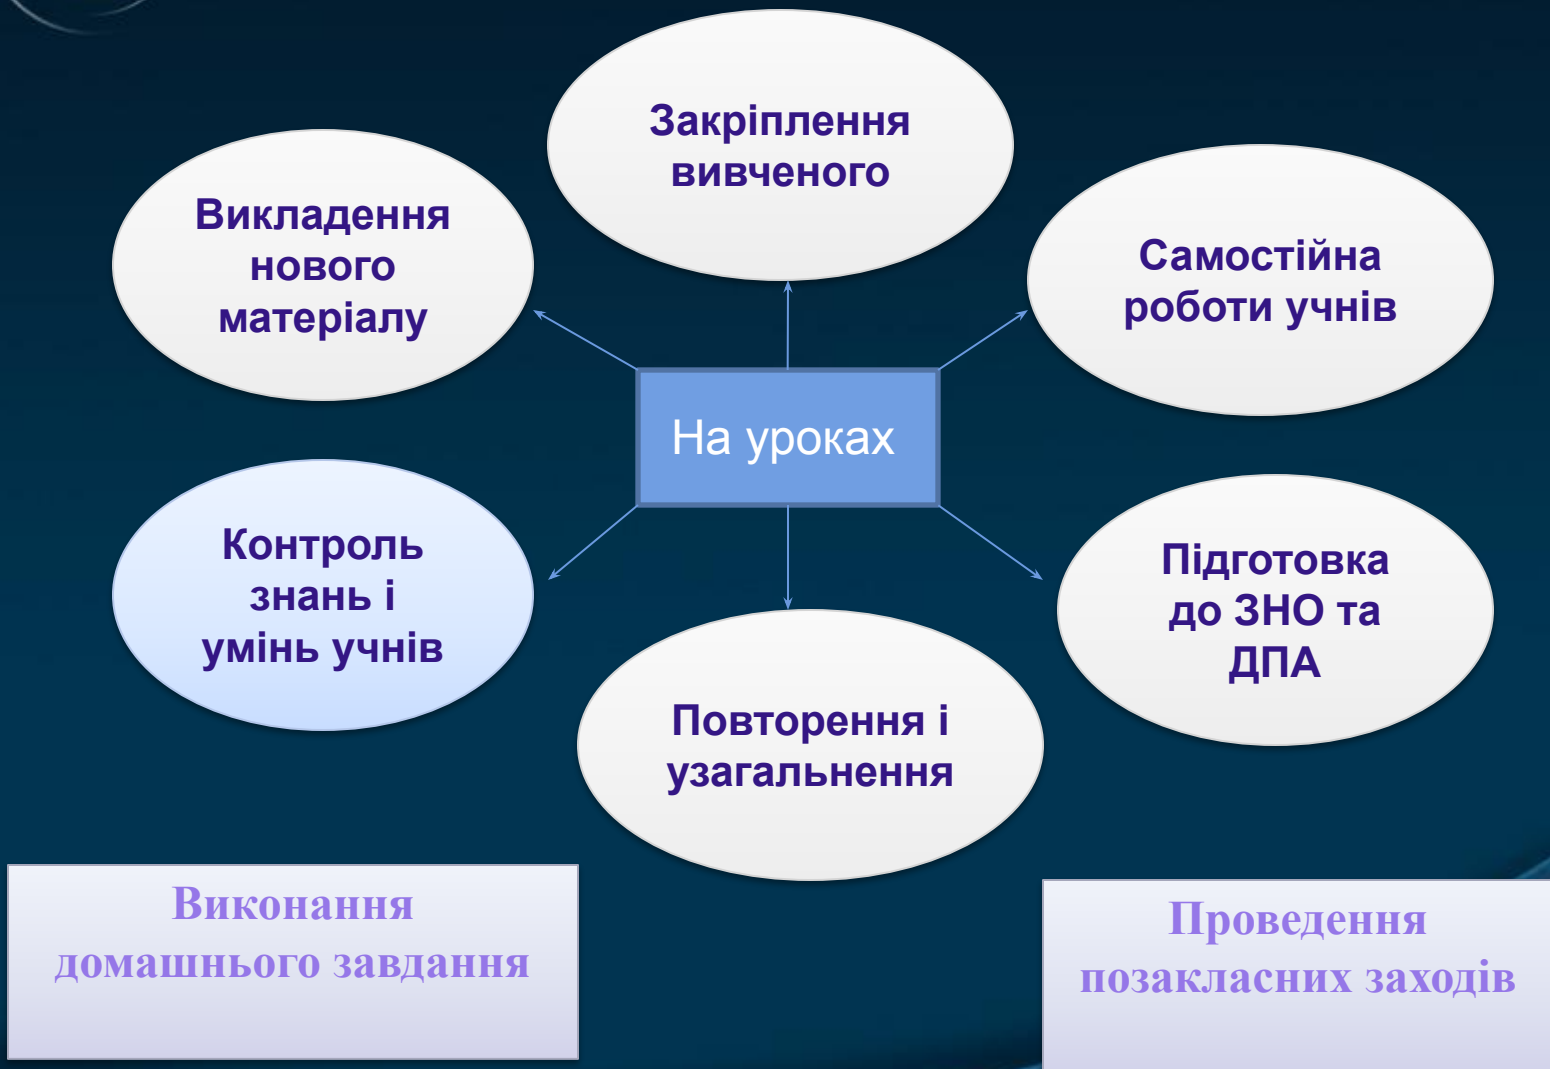 Закріплення
вивченого
Викладення
нового
матеріалу
Самостійна
роботи учнів
На уроках
Контроль
знань і
умінь учнів
Підготовка
до ЗНО та
ДПА
Повторення і
узагальнення
Виконання
домашнього завдання
Проведення
позакласних заходів